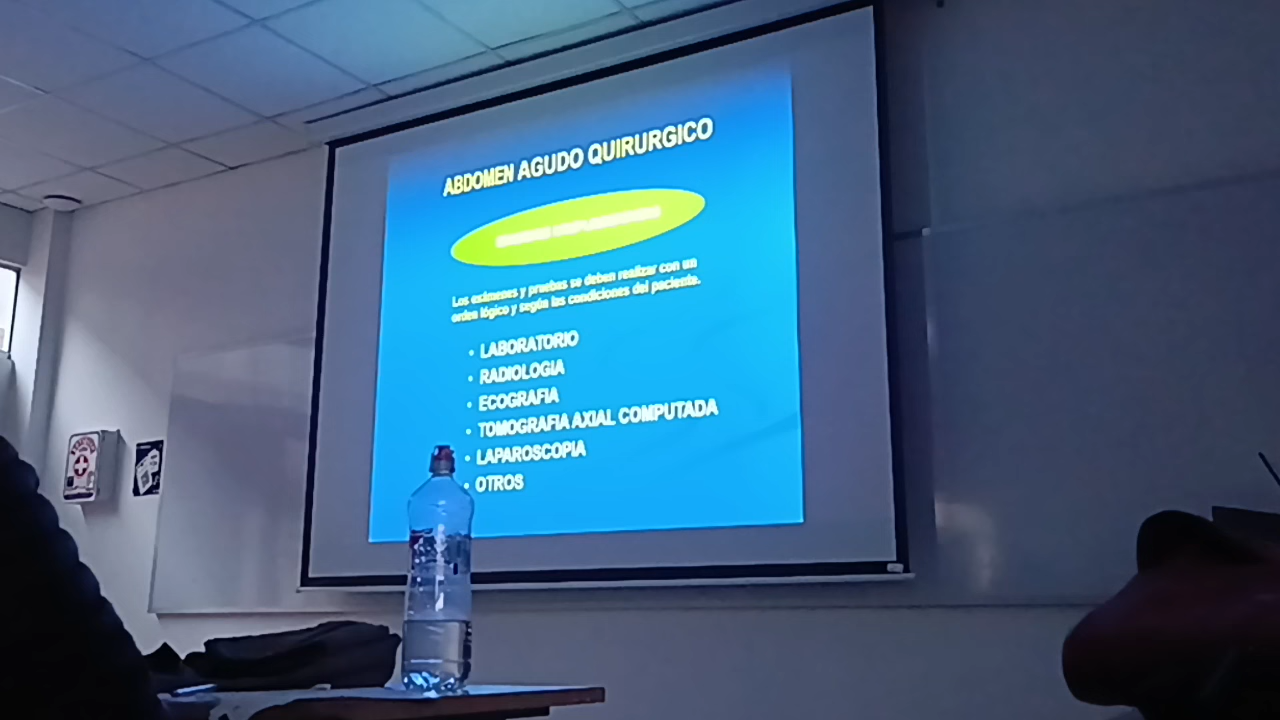 ABDOMEN AGUDO QUIRURGICO
Los exámenes y pruebas se deben realizar con un
orden lógico y según las condiciones del paciente.
• LABORATORIO
• RADIOLOGIA
• ECOGRAFIA
• TOMOGRAFIA AXIAL COMPUTADA
• LAPAROSCOPIA
• OTROS